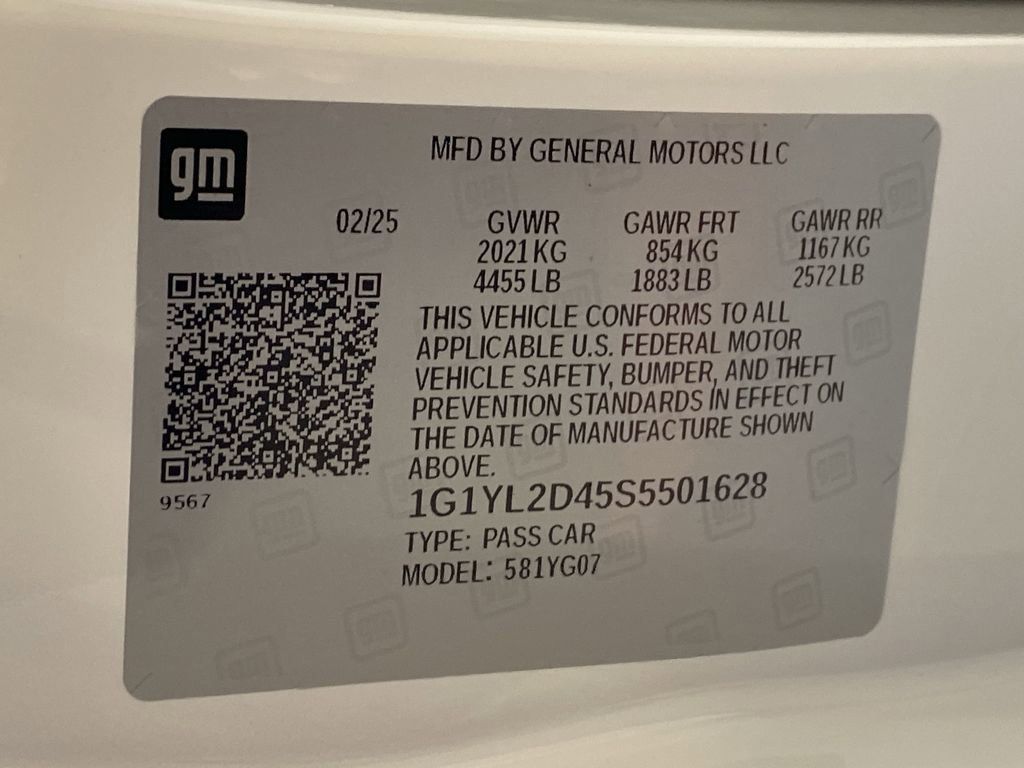 gm
MFD BY GENERAL MOTORS LLC
02/25 GVWR GAWR FRT GAWR RR
2021 KG 854 KG 1167 KG
4455 LB 1883 LB 2572 LB
THIS VEHICLE CONFORMS TO ALL
APPLICABLE U.S. FEDERAL MOTOR
VEHICLE SAFETY, BUMPER, AND THEFT
PREVENTION STANDARDS IN EFFECT ON
THE DATE OF MANUFACTURE SHOWN
ABOVE.
9567
1G1YL2D45S5501628
TYPE: PASS CAR
MODEL: 581YG07